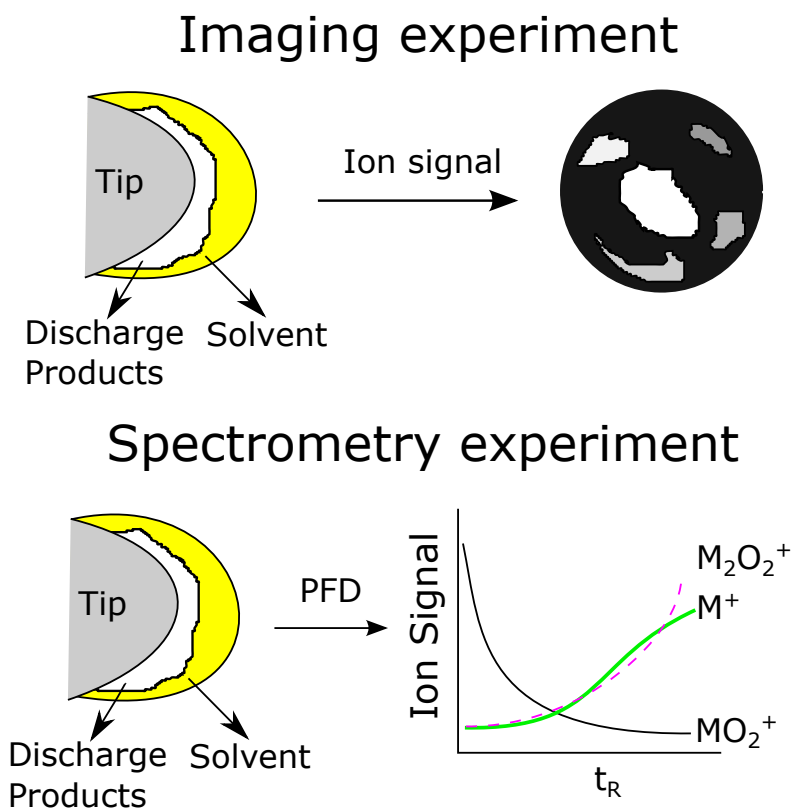 Imaging experiment
Tip
Ion signal
Discharge Solvent
Products
Spectrometry experiment
Tip
PFD
Ion Signal
M₂O₂⁺
M⁺
MO₂⁺
Discharge Solvent
Products
t_R